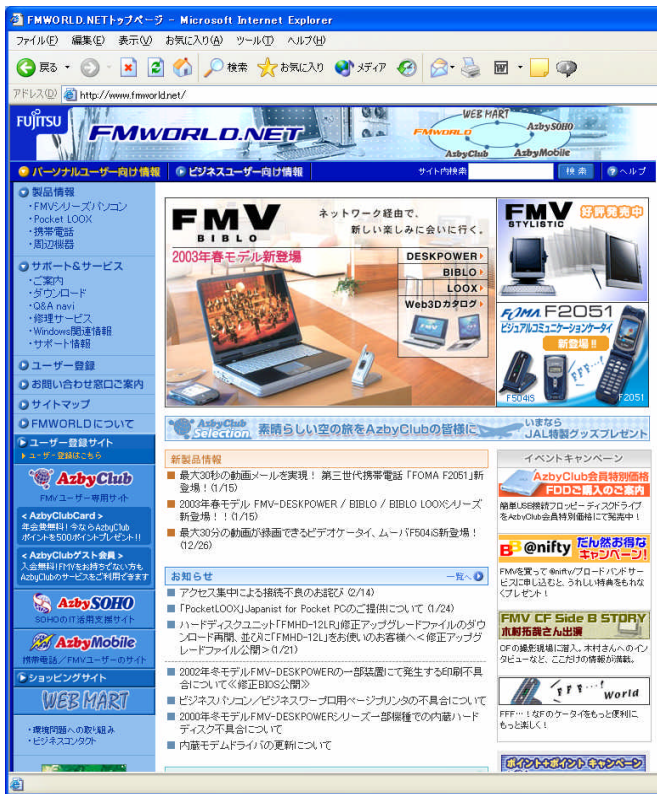 FMWORLD.NETトップページ - Microsoft Internet Explorer
ファイル(F) 編集(E) 表示(V) お気に入り(A) ツール(T) ヘルプ(H)
戻る 検索 お気に入り メディア
アドレス(D) http://www.fmworld.net/
FUJITSU
FMWORLD.NET
WEB MART
FMWORLD
AzbySOHO
AzbyClub
AzbyMobile
パーソナルユーザー向け情報 ビジネスユーザー向け情報 サイト内検索 検索 ヘルプ
製品情報
・FMVシリーズパソコン
・Pocket LOOX
・携帯電話
・周辺機器
サポート&サービス
・ご案内
・ダウンロード
・Q&A navi
・修理サービス
・Windows関連情報
・サポート情報
ユーザー登録
お問い合わせ窓口ご案内
サイトマップ
FMWORLDについて
ユーザー登録サイト
ユーザー登録はこちら
AzbyClub
FMVユーザー専用サイト
< AzbyClubCard >
年会費無料!今ならAzbyClub
ポイントを500ポイントプレゼント!!
< AzbyClubゲスト会員 >
入会無料!FMVをお持ちでない方も
AzbyClubのサービスをご利用できます
AzbySOHO
SOHOのIT活用支援サイト
AzbyMobile
携帯電話/FMVユーザーのサイト
ショッピングサイト
WEB MART
・環境問題への取り組み
・ビジネスコンタクト
FMV
BIBLO
2003年春モデル新登場
ネットワーク経由で、
新しい楽しみに会いに行く。
DESKPOWER
BIBLO
LOOX
Web3Dカタログ
FMV
STYLISTIC
好評発売中
FOMA F2051
ビジュアルコミュニケーションケータイ
新登場!!
FFF...!
F504iS
F2051
AzbyClub
Selection
素晴らしい空の旅をAzbyClubの皆様に
いまなら
JAL特製グッズプレゼント
新製品情報
最大30秒の動画メールを実現! 第三世代携帯電話「FOMA F2051」新
登場!(1/15)
2003年春モデル FMV-DESKPOWER / BIBLO / BIBLO LOOXシリーズ
新登場!!(1/15)
最大30分の動画が録画できるビデオケータイ、ムーバF504iS新登場!
(12/26)
お知らせ 一覧へ
アクセス集中による接続不良のお詫び (2/14)
「PocketLOOX」Japanist for Pocket PCのご提供について (1/24)
ハードディスクユニット「FMHD-12LR」修正アップグレードファイルのダウ
ンロード再開、並びに「FMHD-12L」をお使いのお客様へ<修正アップグ
レードファイル公開>(1/21)
2002年冬モデルFMV-DESKPOWERの一部装置にて発生する印刷不具
合について≪修正BIOS公開≫
ビジネスパソコン/ビジネスワープロ用ページプリンタの不具合について
2000年冬モデルFMV-DESKPOWERシリーズ一部機種での内蔵ハード
ディスク不具合について
内蔵モデムドライバの更新について
イベントキャンペーン
AzbyClub会員特別価格
FDDご購入のご案内
簡単USB接続フロッピーディスクドライブ
をAzbyClub会員特別価格にて発売中!
@nifty だんぜんお得な
キャンペーン!
FMVを買って @nifty/ブロードバンドサー
ビスに申し込むと、うれしい特典をもれな
くプレゼント!
FMV CF Side B STORY
木村拓哉さん出演
CFの撮影現場に潜入。木村さんへのイン
タビューなど、ここだけの情報が満載。
FFF...! World
FFF…!なFのケータイをもっと便利に
もっと楽しく!
ポイント+ポイント キャンペーン